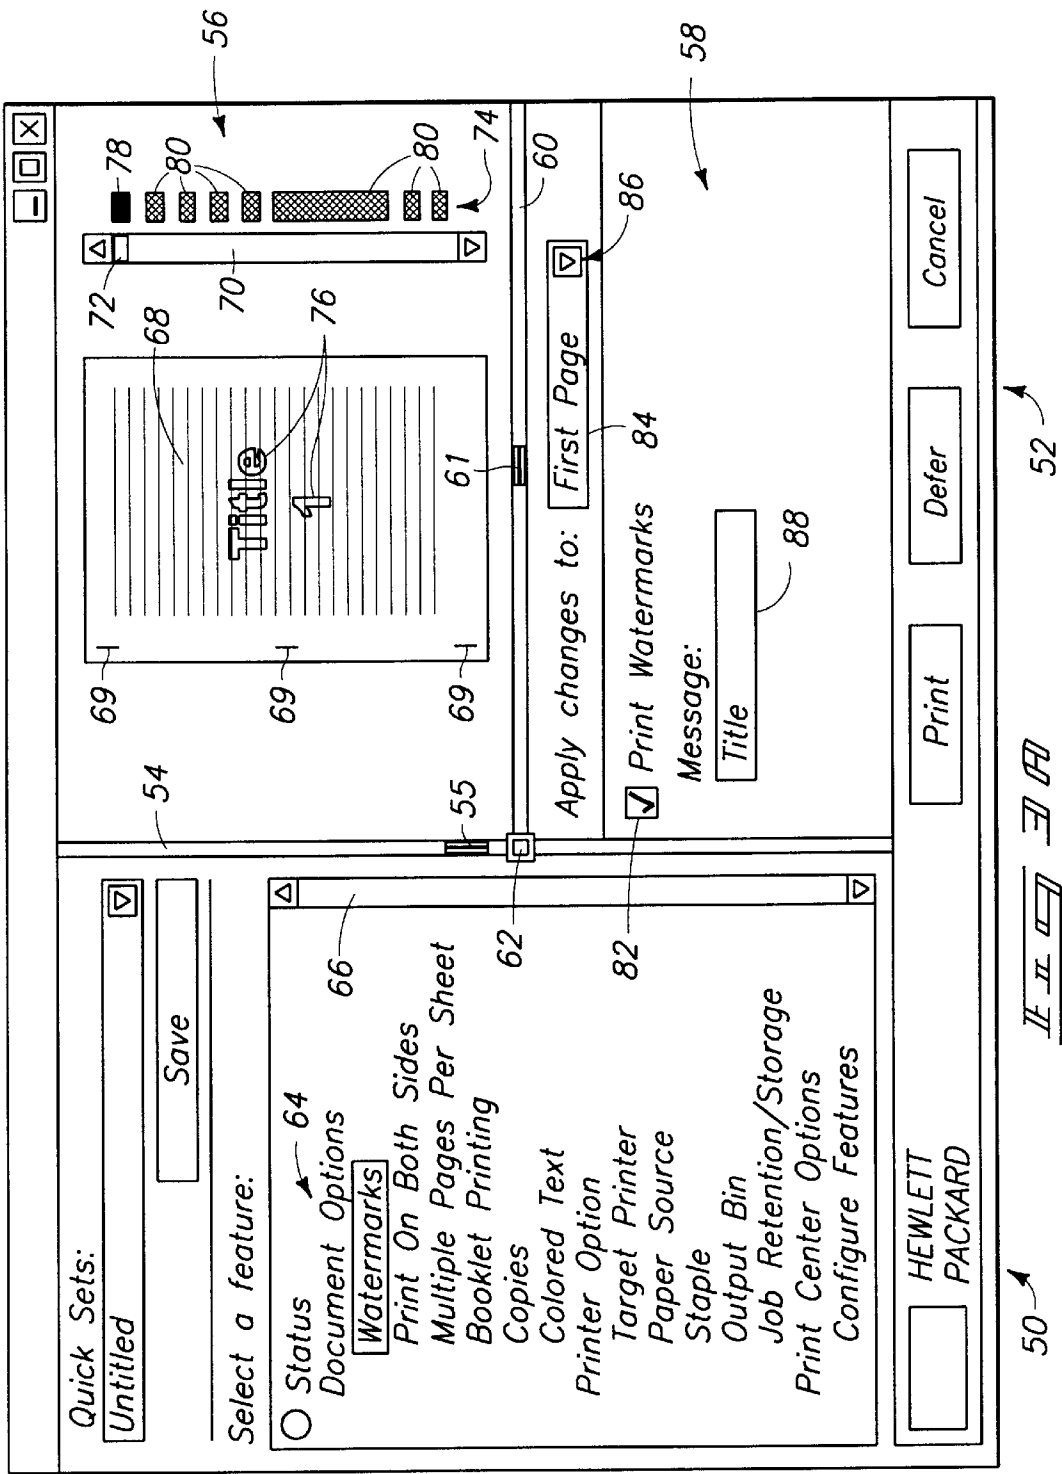 Quick Sets:
Untitled
Save
Select a feature:
Status
64
Document Options
Watermarks
Print On Both Sides
Multiple Pages Per Sheet
Booklet Printing
Copies
Colored Text
Printer Option
Target Printer
Paper Source
Staple
Output Bin
Job Retention/Storage
Print Center Options
Configure Features
66
62
82
54
55
69
69
69
68
Title
1
76
61
72
70
78
80
80
74
56
60
Apply changes to: First Page
84
86
Print Watermarks
Message:
Title
88
58
HEWLETT
PACKARD
Print
Defer
Cancel
50
52
FIG 3A